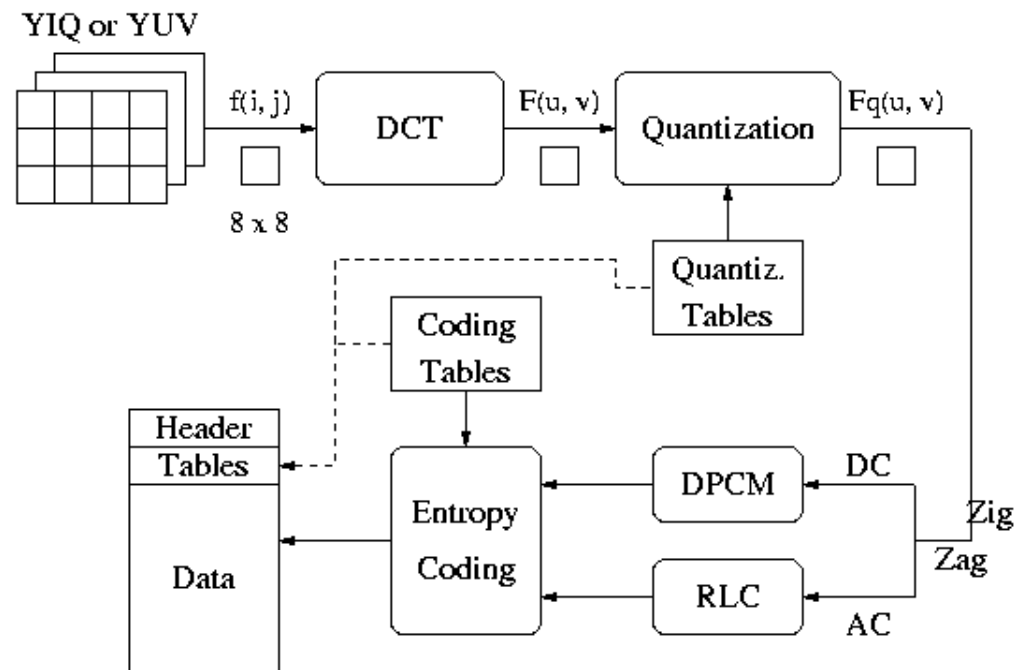 YIQ or YUV
f(i, j)
F(u, v)
Fq(u, v)
DCT
Quantization
8 x 8
Quantiz.
Tables
Coding
Tables
Header
Tables
Data
Entropy
Coding
DPCM
DC
Zig
Zag
RLC
AC